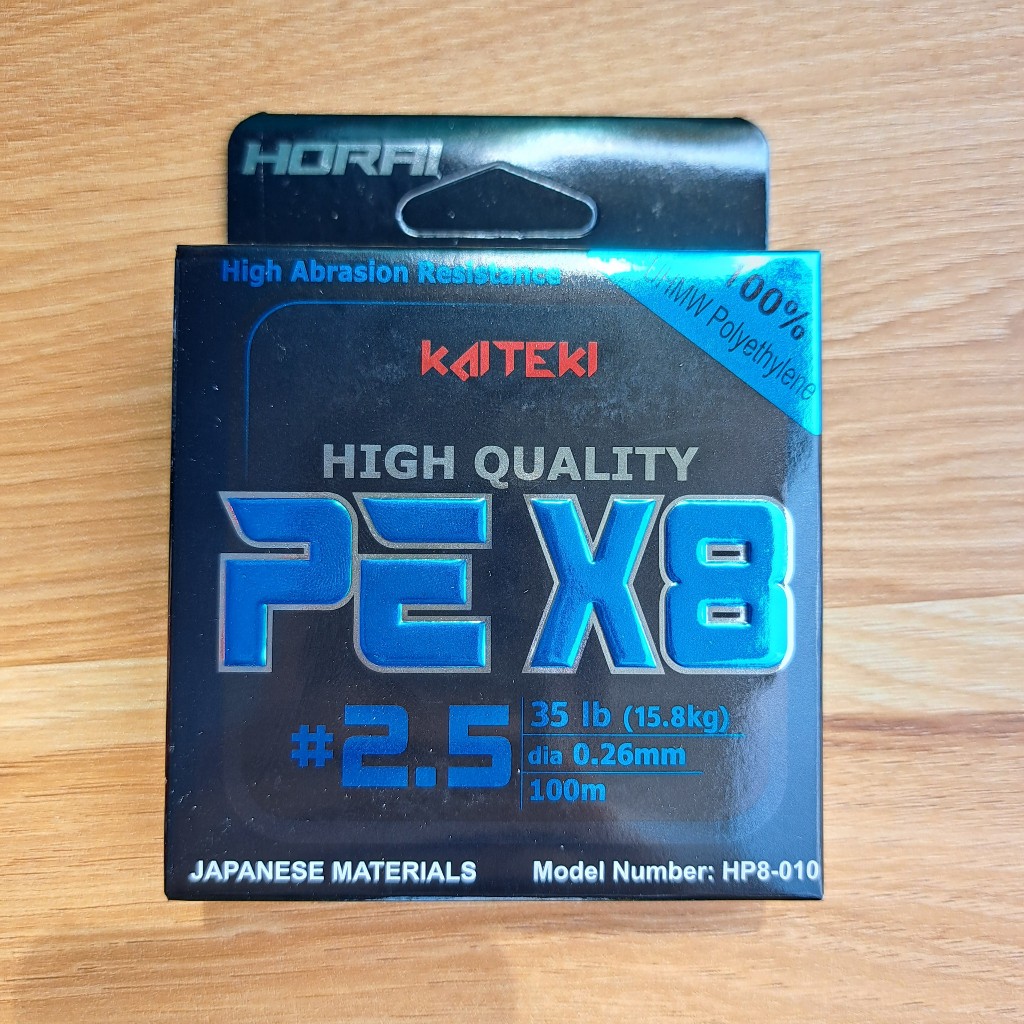 HORAI
High Abrasion Resistance
100%
UHMW Polyethylene
KAITEKI
HIGH QUALITY
PE X8
#2.5
35 lb (15.8kg)
dia 0.26mm
100m
JAPANESE MATERIALS
Model Number: HP8-010